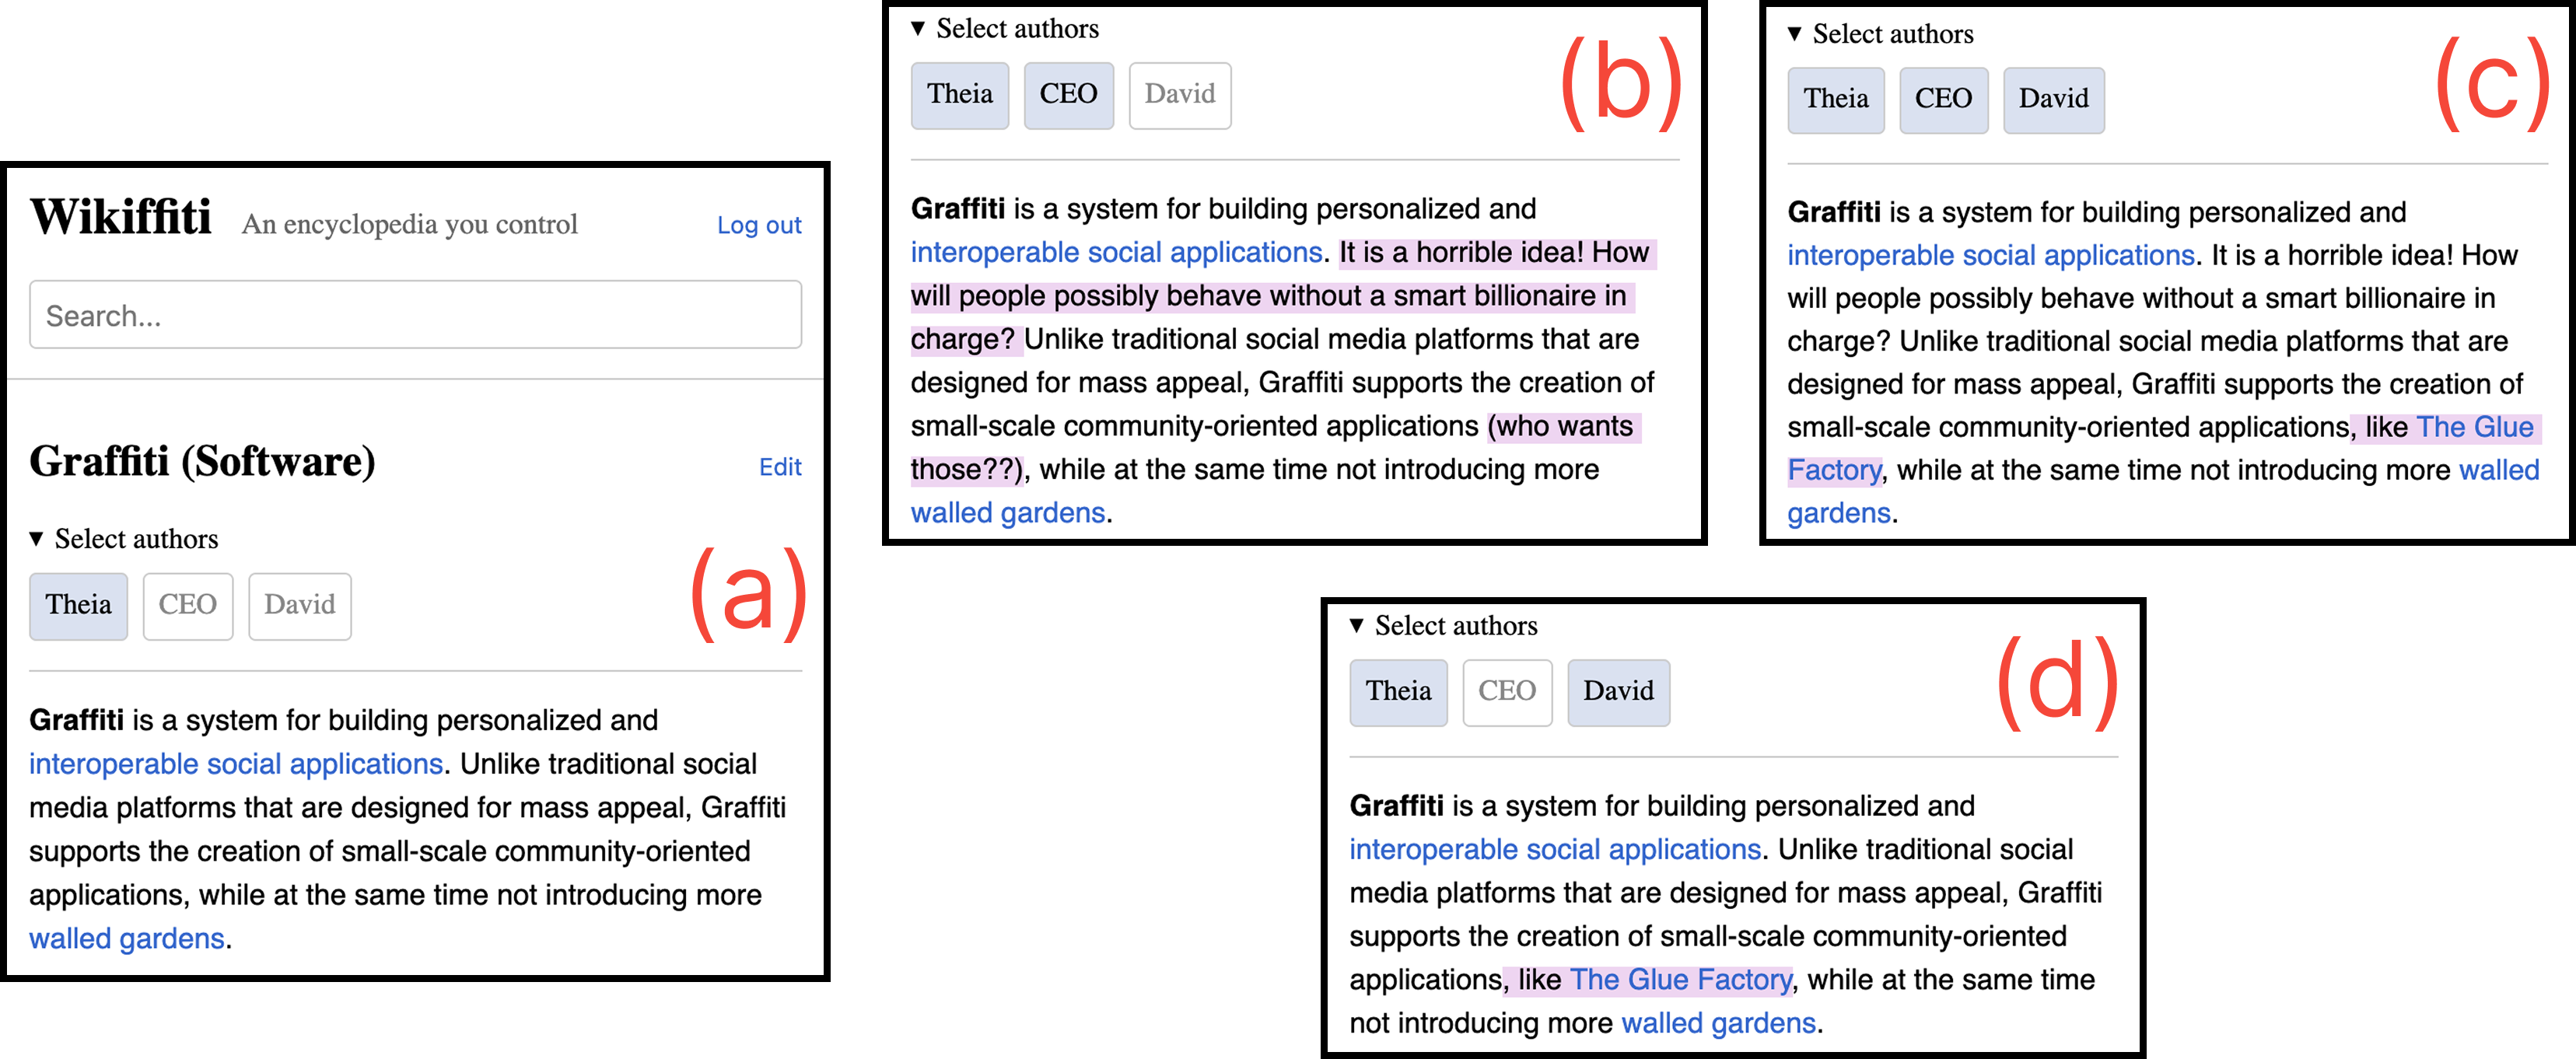 Wikiffiti An encyclopedia you control Log out
Search...
Graffiti (Software) Edit
▼ Select authors
Theia CEO David
(a)
Graffiti is a system for building personalized and
interoperable social applications. Unlike traditional social
media platforms that are designed for mass appeal, Graffiti
supports the creation of small-scale community-oriented
applications, while at the same time not introducing more
walled gardens.
▼ Select authors
Theia CEO David
(b)
Graffiti is a system for building personalized and
interoperable social applications. It is a horrible idea! How
will people possibly behave without a smart billionaire in
charge? Unlike traditional social media platforms that are
designed for mass appeal, Graffiti supports the creation of
small-scale community-oriented applications (who wants
those??), while at the same time not introducing more
walled gardens.
▼ Select authors
Theia CEO David
(c)
Graffiti is a system for building personalized and
interoperable social applications. It is a horrible idea! How
will people possibly behave without a smart billionaire in
charge? Unlike traditional social media platforms that are
designed for mass appeal, Graffiti supports the creation of
small-scale community-oriented applications, like The Glue
Factory, while at the same time not introducing more walled
gardens.
▼ Select authors
Theia CEO David
(d)
Graffiti is a system for building personalized and
interoperable social applications. Unlike traditional social
media platforms that are designed for mass appeal, Graffiti
supports the creation of small-scale community-oriented
applications, like The Glue Factory, while at the same time
not introducing more walled gardens.